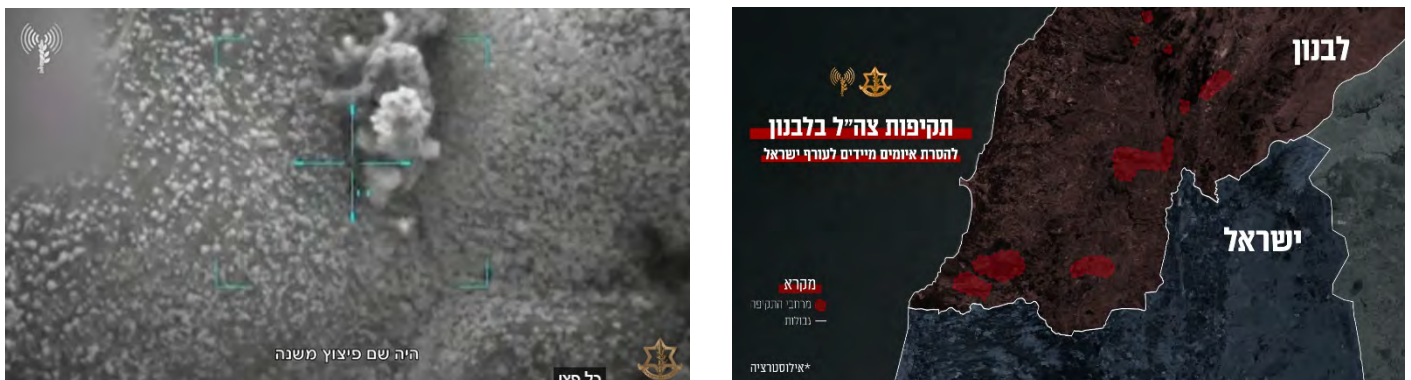 היה שם פיצוץ משנה
לבנון
תקיפות צה"ל בלבנון
להסרת איומים מיידים לעורף ישראל
ישראל
מקרא
מרחבי התקיפה
גבולות
*אילוסטרציה